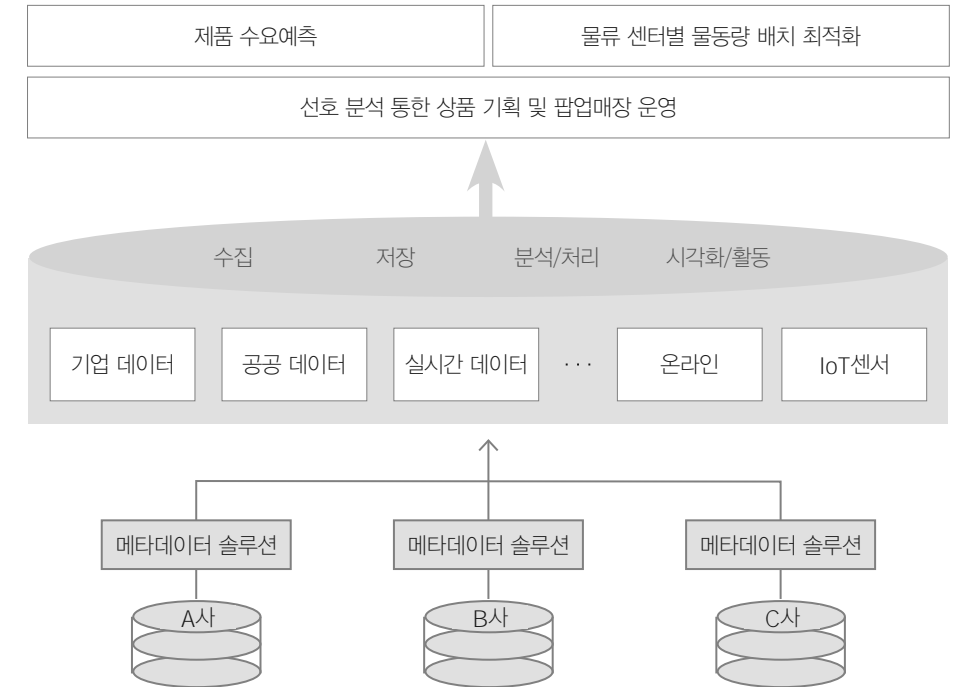 제품 수요예측
물류 센터별 물동량 배치 최적화
선호 분석 통한 상품 기획 및 팝업매장 운영
수집 저장 분석/처리 시각화/활동
기업 데이터 공공 데이터 실시간 데이터 ··· 온라인 IoT센서
메타데이터 솔루션 메타데이터 솔루션 메타데이터 솔루션
A사 B사 C사